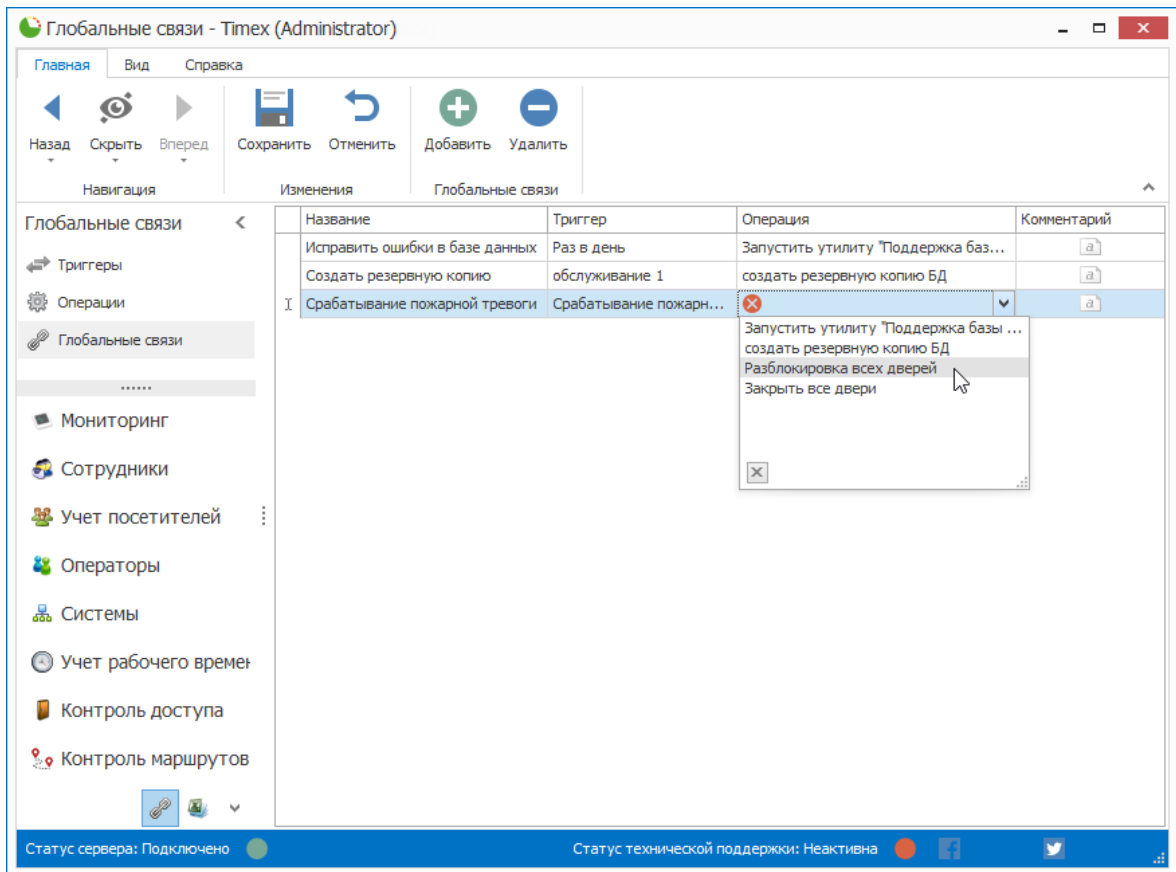 Глобальные связи - Timex (Administrator)
Главная Вид Справка
Назад Скрыть Вперед Сохранить Отменить Добавить Удалить
Навигация Изменения Глобальные связи
Глобальные связи
Название Триггер Операция Комментарий
Исправить ошибки в базе данных Раз в день Запустить утилиту "Поддержка баз...
Создать резервную копию обслуживание 1 создать резервную копию БД
Срабатывание пожарной тревоги Срабатывание пожарн...
Запустить утилиту "Поддержка базы ...
создать резервную копию БД
Разблокировка всех дверей
Закрыть все двери
Триггеры
Операции
Глобальные связи
Мониторинг
Сотрудники
Учет посетителей
Операторы
Системы
Учет рабочего времен
Контроль доступа
Контроль маршрутов
Статус сервера: Подключено Статус технической поддержки: Неактивна